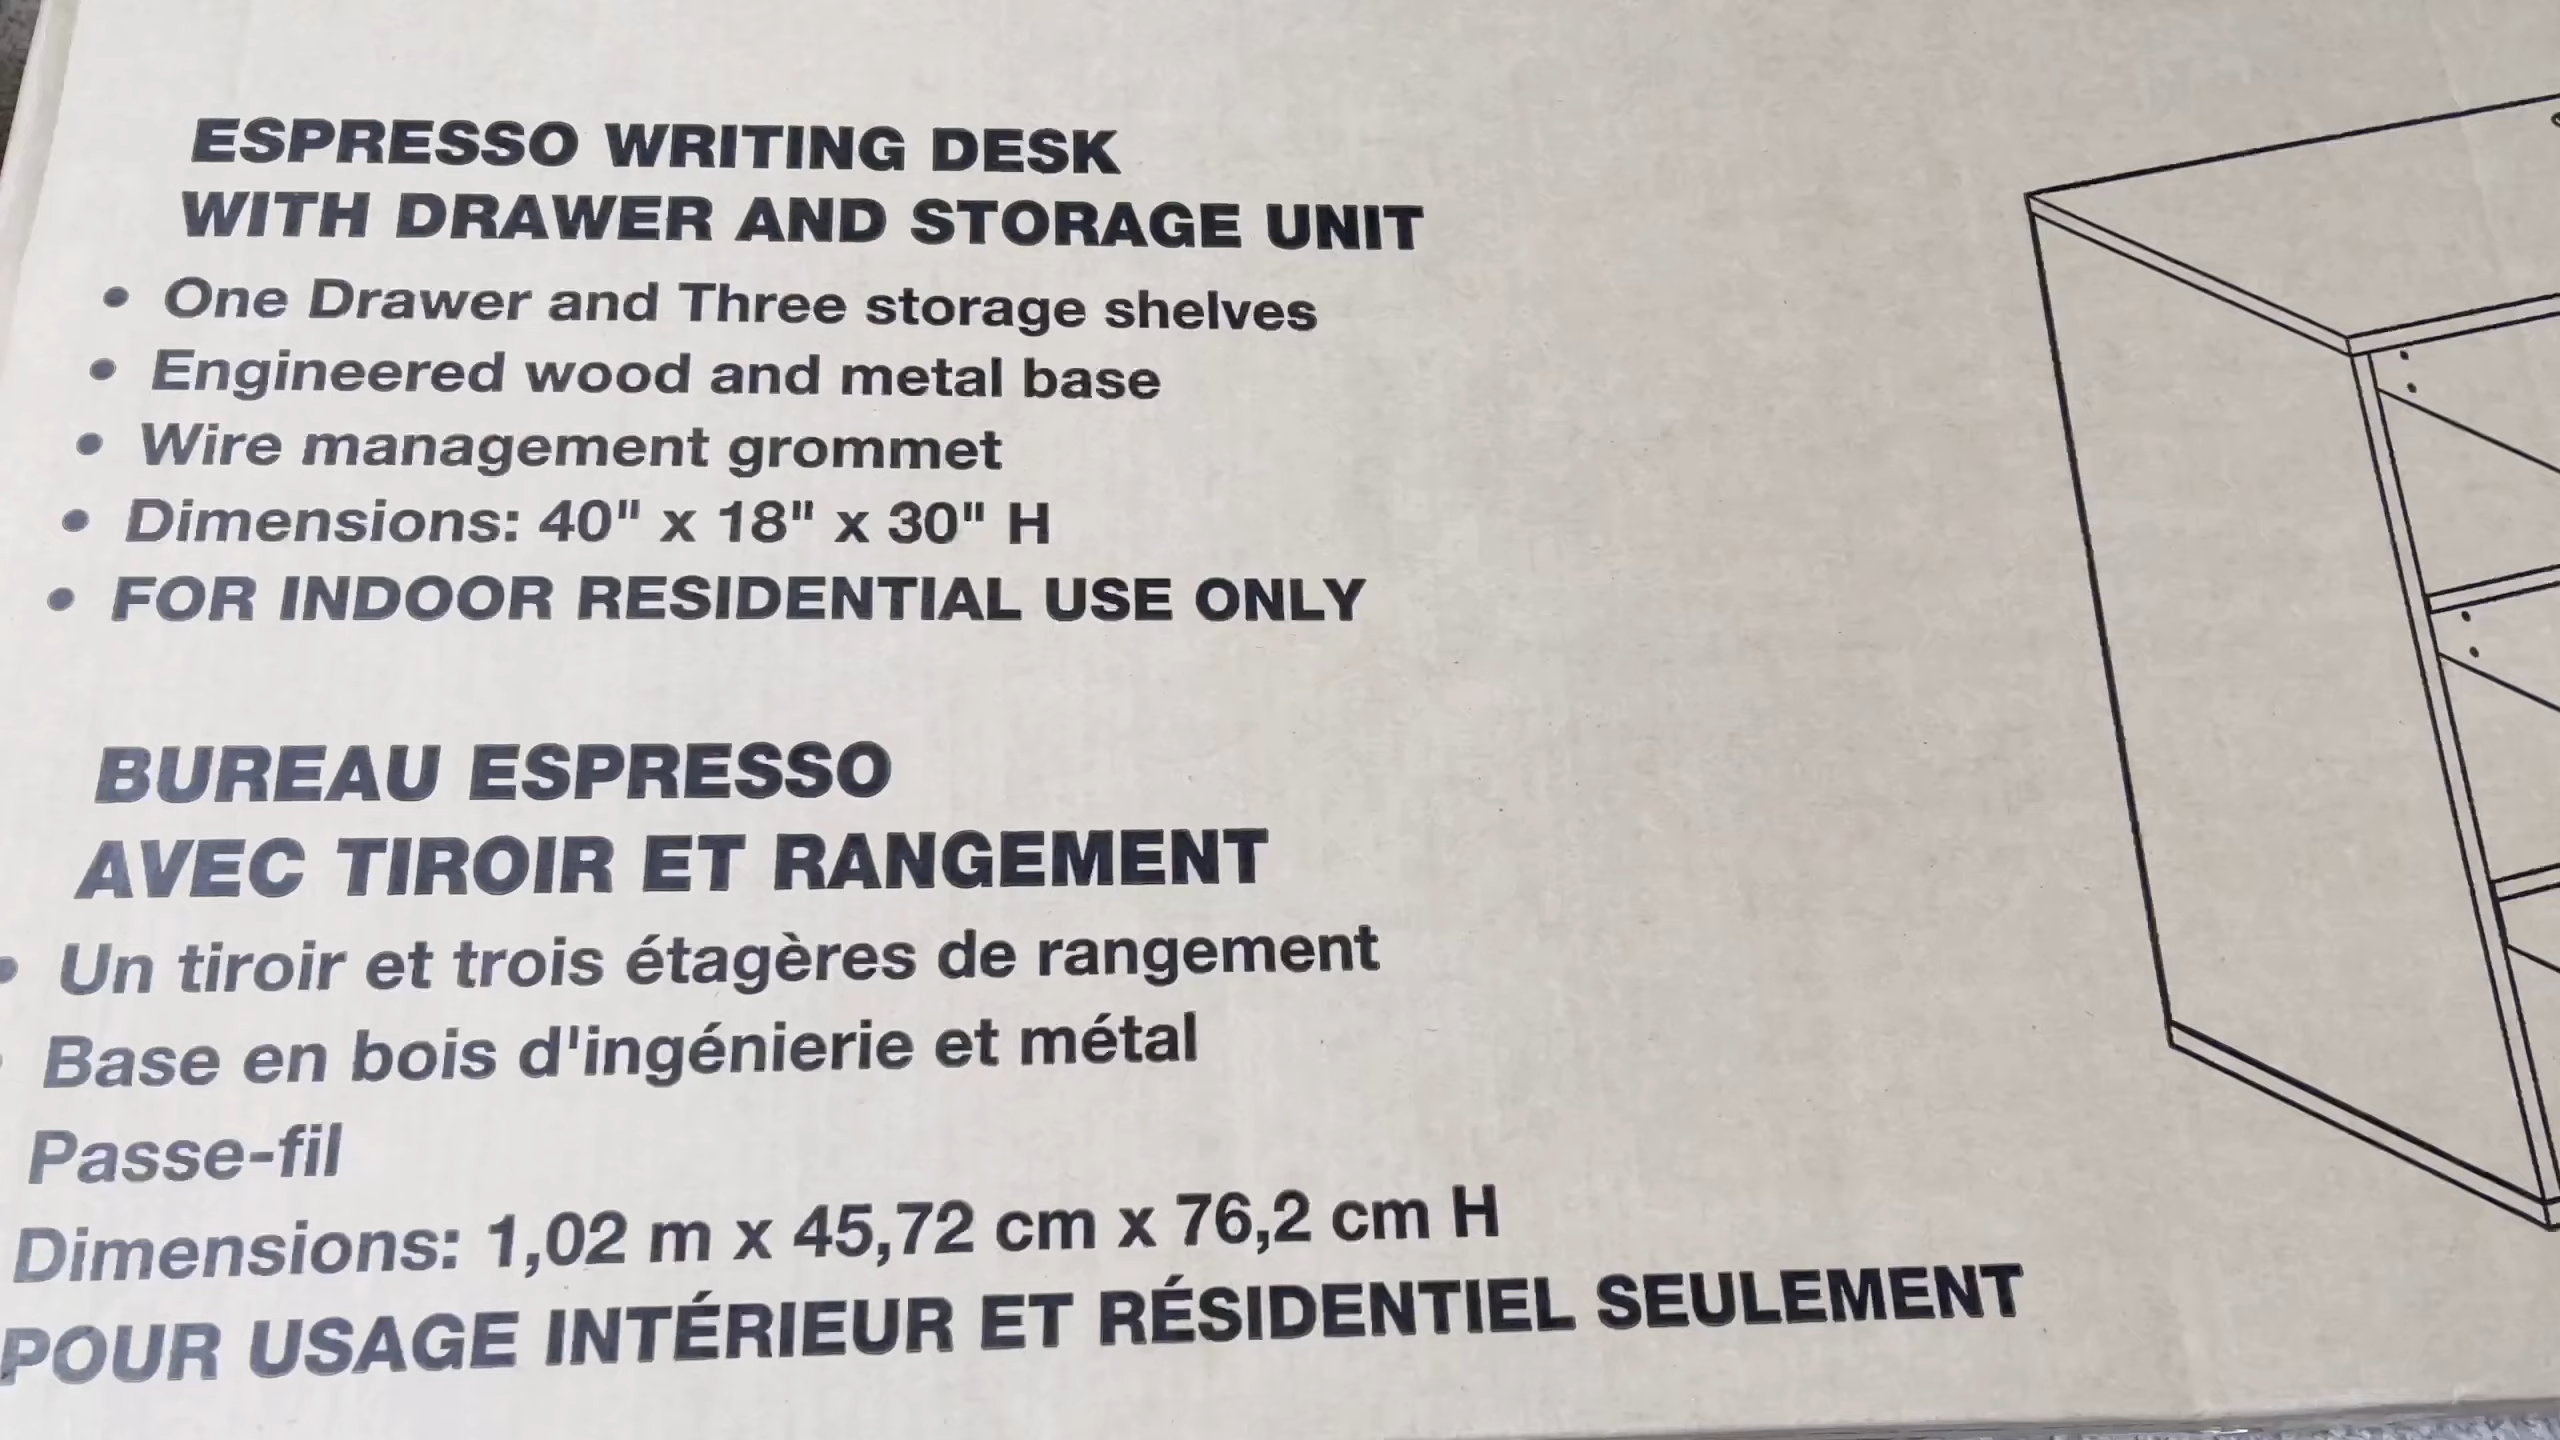 ESPRESSO WRITING DESK
WITH DRAWER AND STORAGE UNIT
• One Drawer and Three storage shelves
• Engineered wood and metal base
• Wire management grommet
• Dimensions: 40" x 18" x 30" H
• FOR INDOOR RESIDENTIAL USE ONLY
BUREAU ESPRESSO
AVEC TIROIR ET RANGEMENT
• Un tiroir et trois étagères de rangement
• Base en bois d'ingénierie et métal
Passe-fil
Dimensions: 1,02 m x 45,72 cm x 76,2 cm H
POUR USAGE INTÉRIEUR ET RÉSIDENTIEL SEULEMENT